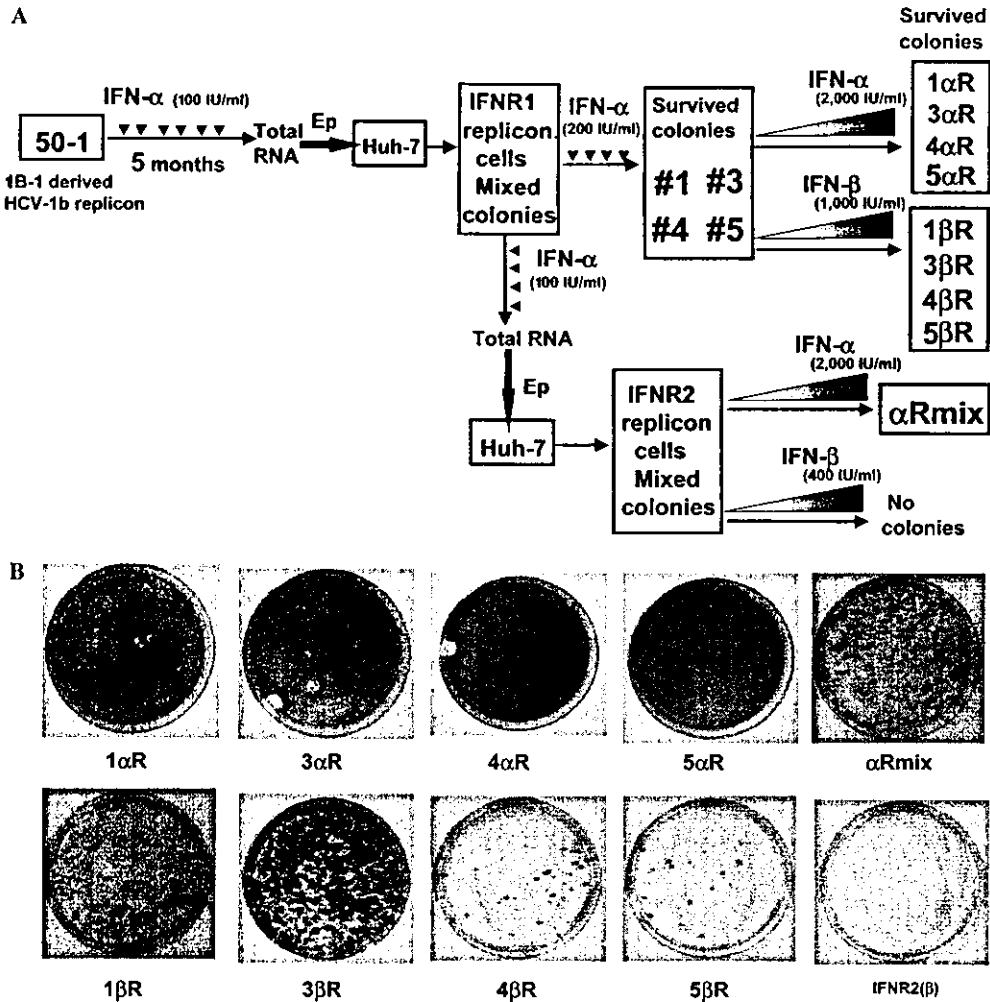 A
Survived
colonies
IFN-α (100 IU/ml)
50-1
5 months
1B-1 derived
HCV-1b replicon
Total
RNA
Ep
Huh-7
IFNR1
replicon
cells
Mixed
colonies
IFN-α
(200 IU/ml)
Survived
colonies
#1 #3
#4 #5
IFN-α
(2,000 IU/ml)
1αR
3αR
4αR
5αR
IFN-β
(1,000 IU/ml)
1βR
3βR
4βR
5βR
IFN-α
(100 IU/ml)
Total RNA
Ep
Huh-7
IFNR2
replicon
cells
Mixed
colonies
IFN-α
(2,000 IU/ml)
αRmix
IFN-β
(400 IU/ml)
No
colonies
B
1αR 3αR 4αR 5αR αRmix
1βR 3βR 4βR 5βR IFNR2(β)